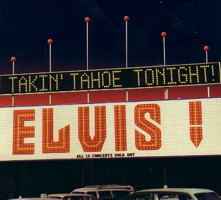 TAKIN' TAHOE TONIGHT!
ELVIS!
ALL 16 CONCERTS SOLD OUT